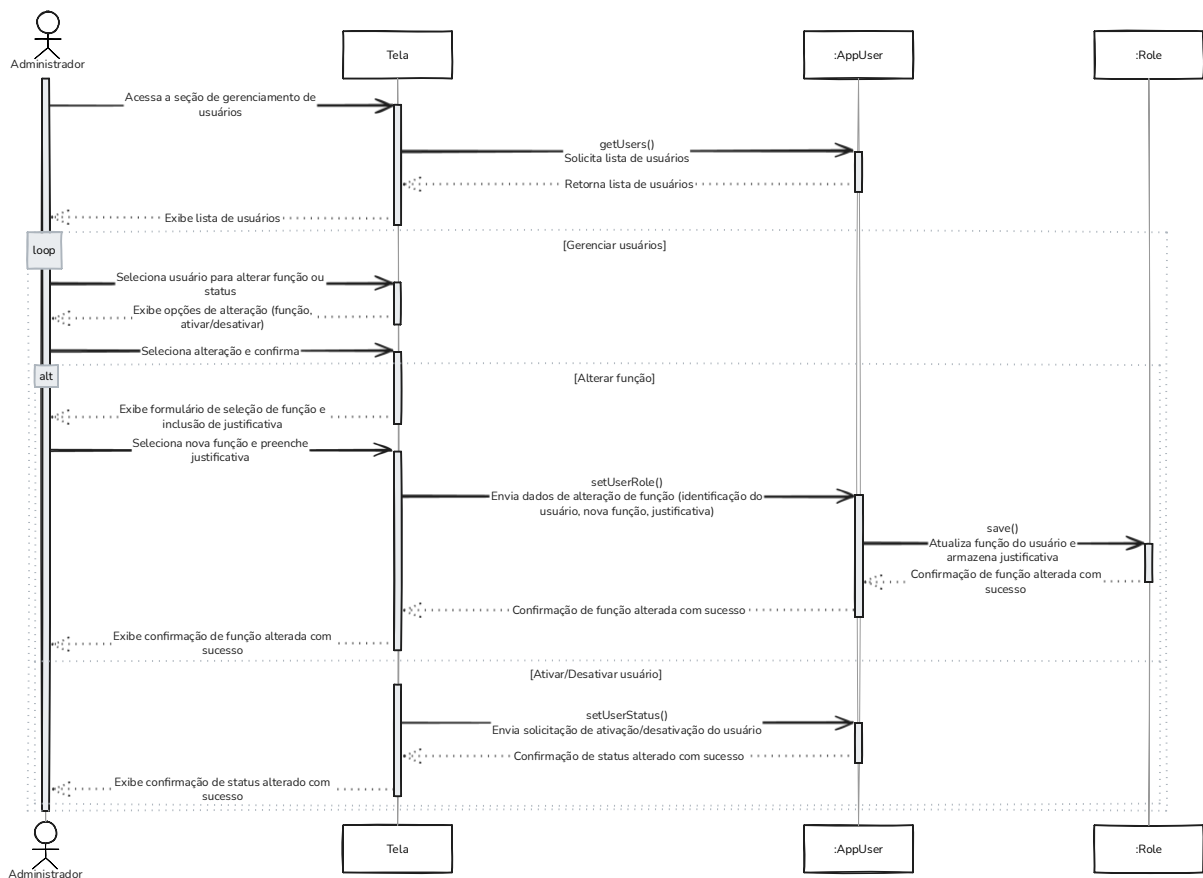 Administrador
Tela
:AppUser
:Role
Acessa a seção de gerenciamento de
usuários
getUsers()
Solicita lista de usuários
Retorna lista de usuários
Exibe lista de usuários
loop
[Gerenciar usuários]
Seleciona usuário para alterar função ou
status
Exibe opções de alteração (função,
ativar/desativar)
Seleciona alteração e confirma
alt
[Alterar função]
Exibe formulário de seleção de função e
inclusão de justificativa
Seleciona nova função e preenche
justificativa
setUserRole()
Envia dados de alteração de função (identificação do
usuário, nova função, justificativa)
save()
Atualiza função do usuário e
armazena justificativa
Confirmação de função alterada com
sucesso
Confirmação de função alterada com sucesso
Exibe confirmação de função alterada com
sucesso
[Ativar/Desativar usuário]
setUserStatus()
Envia solicitação de ativação/desativação do usuário
Confirmação de status alterado com sucesso
Exibe confirmação de status alterado com
sucesso
Administrador
Tela
:AppUser
:Role